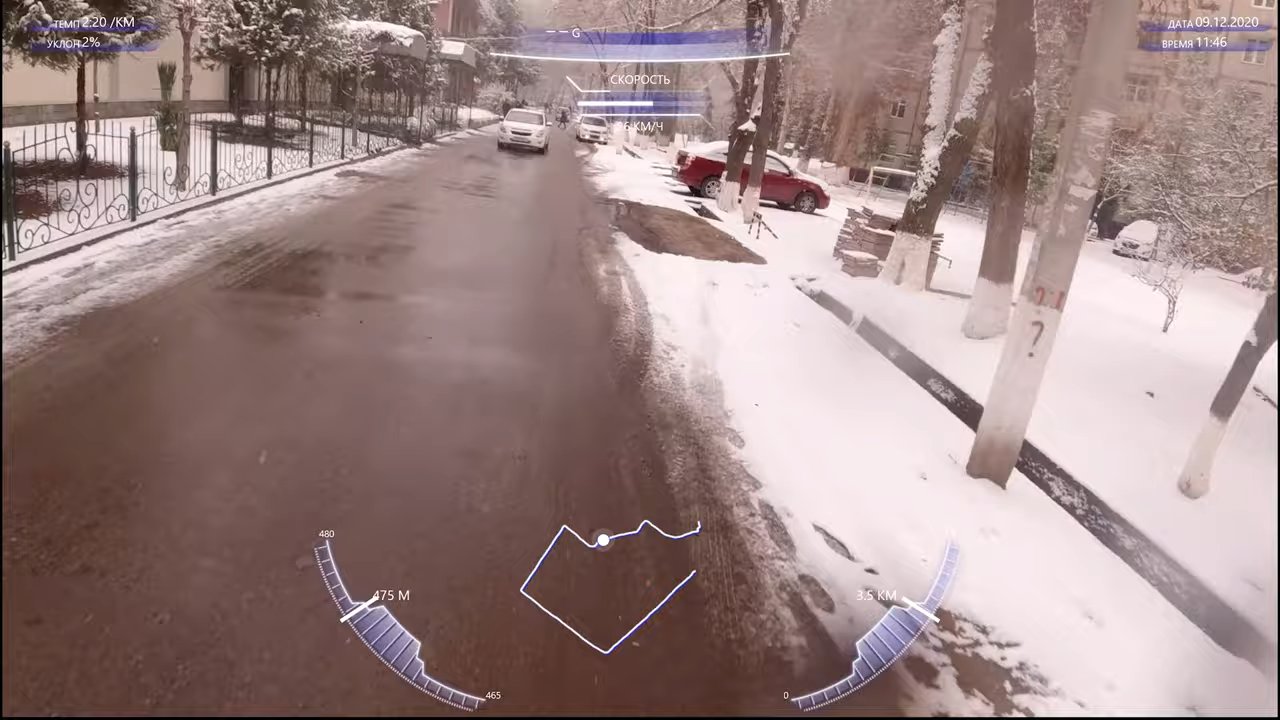 ТЕМП 2:20 /КМ
УКЛОН 2%
G
СКОРОСТЬ
КМ/Ч
ДАТА 09.12.2020
ВРЕМЯ 11:46
?
480
475 М
465
3.5 КМ
0